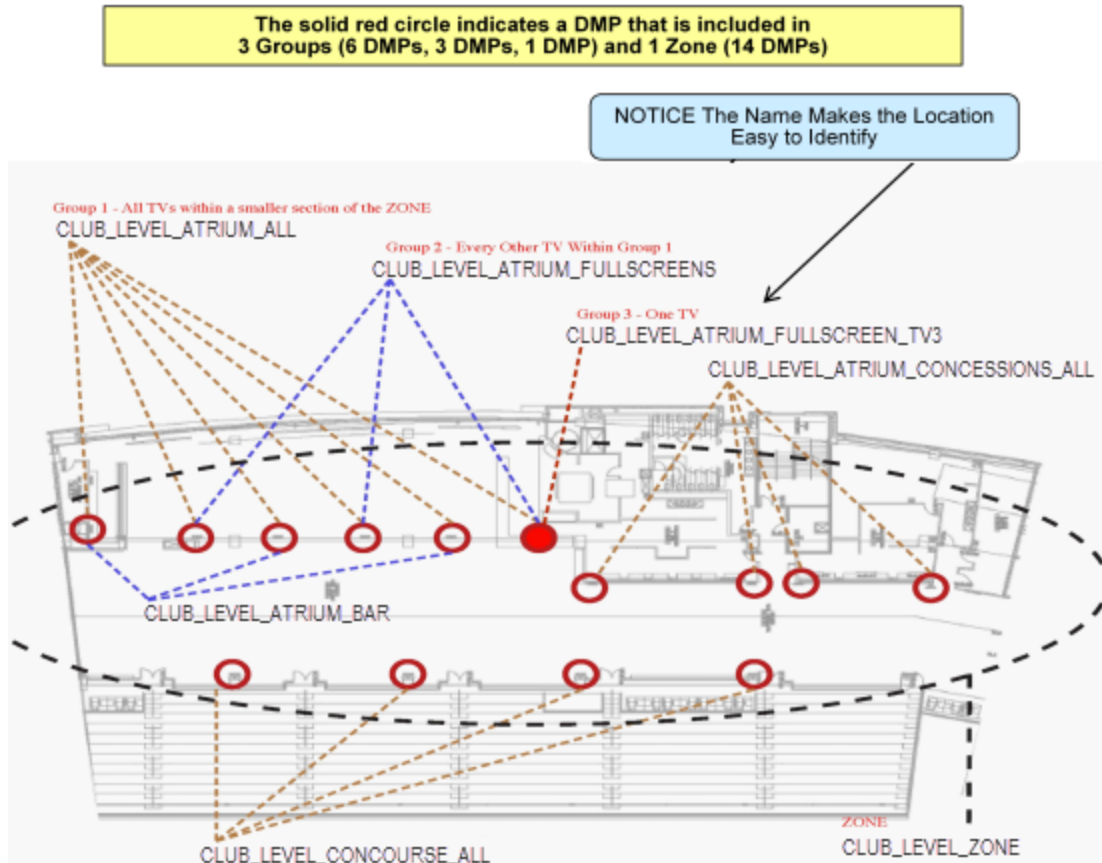 The solid red circle indicates a DMP that is included in
3 Groups (6 DMPs, 3 DMPs, 1 DMP) and 1 Zone (14 DMPs)
NOTICE The Name Makes the Location
Easy to Identify
Group 1 - All TVs within a smaller section of the ZONE
CLUB_LEVEL_ATRIUM_ALL
Group 2 - Every Other TV Within Group 1
CLUB_LEVEL_ATRIUM_FULLSCREENS
Group 3 - One TV
CLUB_LEVEL_ATRIUM_FULLSCREEN_TV3
CLUB_LEVEL_ATRIUM_CONCESSIONS_ALL
CLUB_LEVEL_ATRIUM_BAR
ZONE
CLUB_LEVEL_ZONE
CLUB_LEVEL_CONCOURSE_ALL